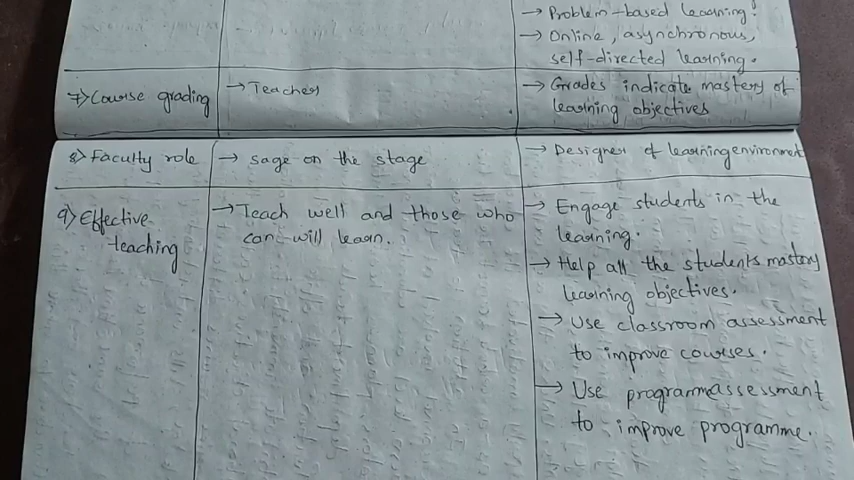 → Problem-based learning.
→ Online, asynchronous,
self-directed learning.
7) Course grading
→ Teacher
→ Grades indicate mastery of
learning objectives
8) Faculty role
→ sage on the stage
→ Designer of learning environment
9) Effective
teaching
→ Teach well and those who
can will learn.
→ Engage students in the
learning.
→ Help all the students mastery
learning objectives.
→ Use classroom assessment
to improve courses.
→ Use programmassessment
to improve programme.